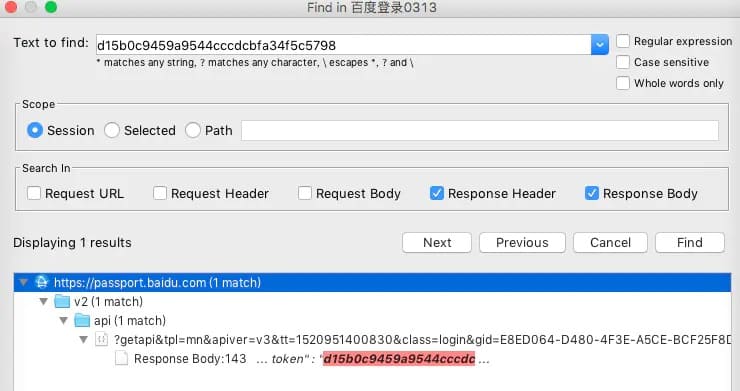 Find in 百度登录0313
Text to find: d15b0c9459a9544cccdcbfa34f5c5798 Regular expression
* matches any string, ? matches any character, \ escapes *, ? and \ Case sensitive
Whole words only
Scope
Session Selected Path
Search In
Request URL Request Header Request Body Response Header Response Body
Displaying 1 results Next Previous Cancel Find
https://passport.baidu.com (1 match)
v2 (1 match)
api (1 match)
?getapi&tpl=mn&apiver=v3&tt=1520951400830&class=login&gid=E8ED064-D480-4F3E-A5CE-BCF25F8D
Response Body:143 ... token" : "d15b0c9459a9544cccdc ...